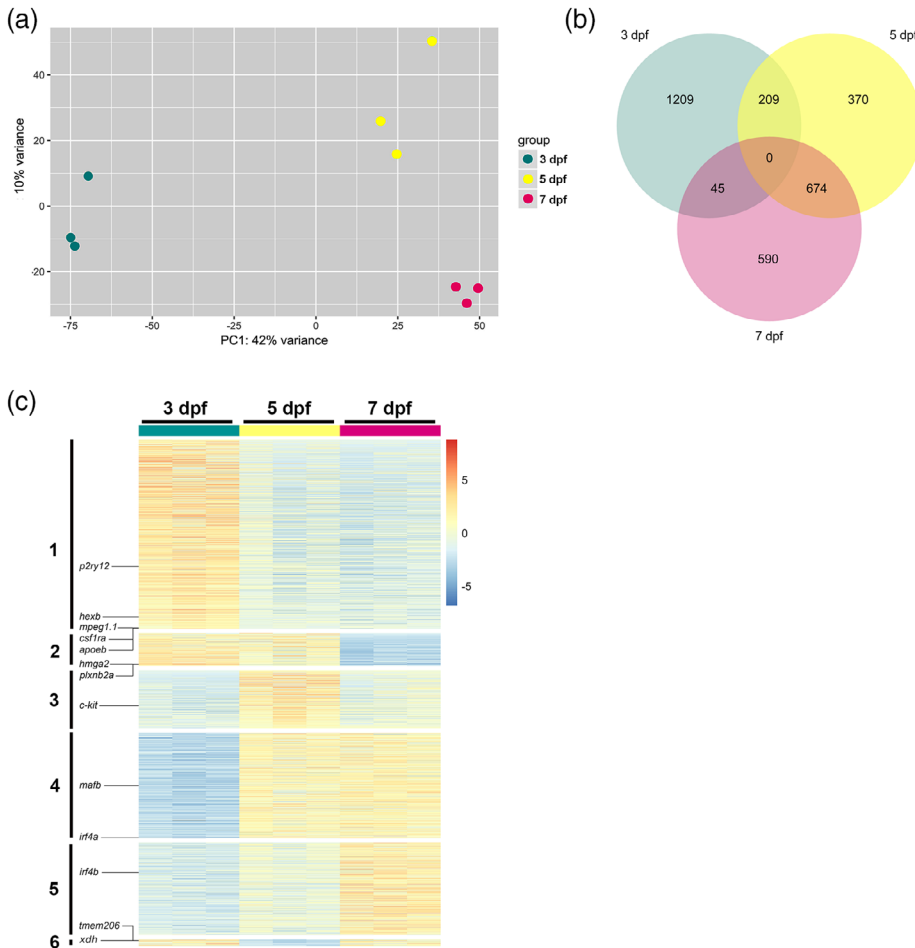 (a)
40
20
0
-20
10% variance
-75
-50
-25
0
25
50
PC1: 42% variance
group
3 dpf
5 dpf
7 dpf
(b)
3 dpf
5 dpf
1209
209
370
0
45
674
590
7 dpf
(c)
3 dpf 5 dpf 7 dpf
5
0
-5
1
p2ry12
hexb
mpeg1.1
csf1ra
2
apoeb
hmga2
plxnb2a
3
c-kit
4
mafb
irf4a
irf4b
5
tmem206
6
xdh